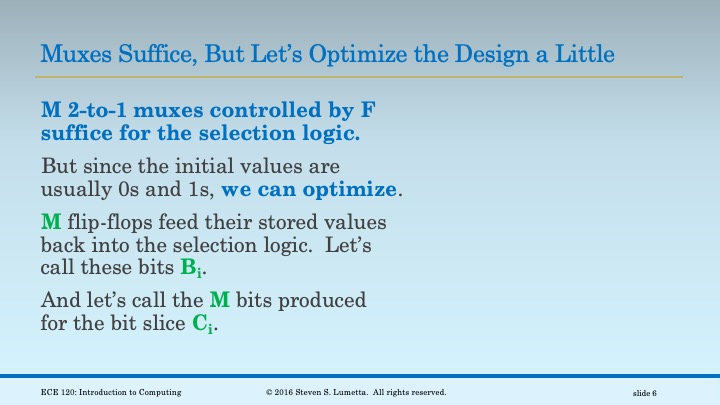 Muxes Suffice, But Let’s Optimize the Design a Little
M 2-to-1 muxes controlled by F
suffice for the selection logic.
But since the initial values are
usually 0s and 1s, we can optimize.
M flip-flops feed their stored values
back into the selection logic.  Let’s
call these bits Bi.
And let’s call the M bits produced
for the bit slice Ci.
ECE 120: Introduction to Computing
© 2016 Steven S. Lumetta.  All rights reserved.
slide 6